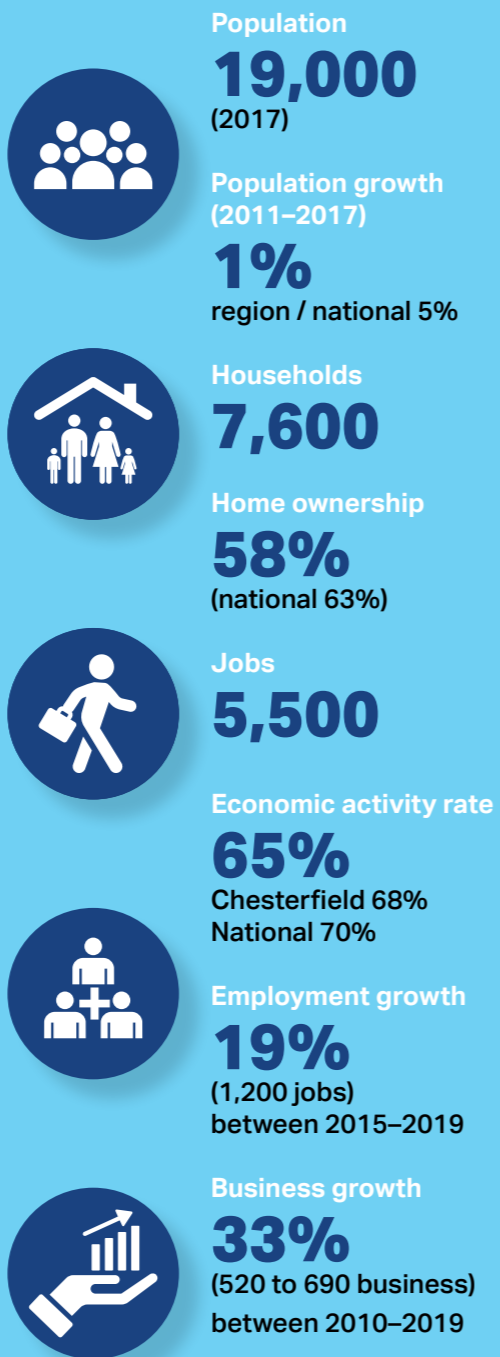 Population
19,000
(2017)
Population growth
(2011–2017)
1%
region / national 5%
Households
7,600
Home ownership
58%
(national 63%)
Jobs
5,500
Economic activity rate
65%
Chesterfield 68%
National 70%
Employment growth
19%
(1,200 jobs)
between 2015–2019
Business growth
33%
(520 to 690 business)
between 2010–2019